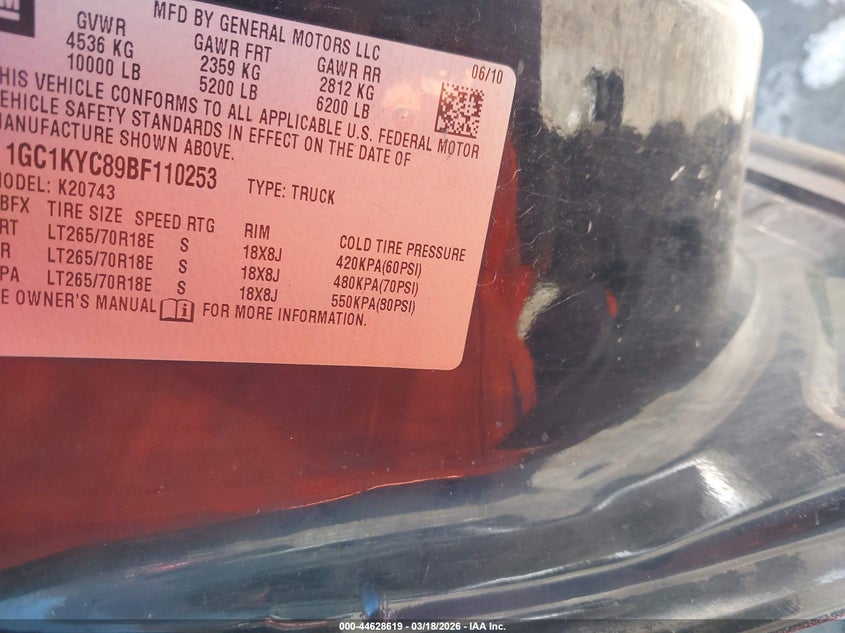 M
GVWR
4536 KG
10000 LB
MFD BY GENERAL MOTORS LLC
GAWR FRT
2359 KG
5200 LB
GAWR RR
2812 KG
6200 LB
06/10
HIS VEHICLE CONFORMS TO ALL APPLICABLE U.S. FEDERAL MOTOR
VEHICLE SAFETY STANDARDS IN EFFECT ON THE DATE OF
MANUFACTURE SHOWN ABOVE.
1GC1KYC89BF110253
MODEL: K20743 TYPE: TRUCK
BFX TIRE SIZE SPEED RTG RIM COLD TIRE PRESSURE
RT LT265/70R18E S 18X8J 420KPA(60PSI)
R LT265/70R18E S 18X8J 480KPA(70PSI)
PA LT265/70R18E S 18X8J 550KPA(80PSI)
E OWNER'S MANUAL FOR MORE INFORMATION.
000-44628619 - 03/18/2026 - IAA Inc.